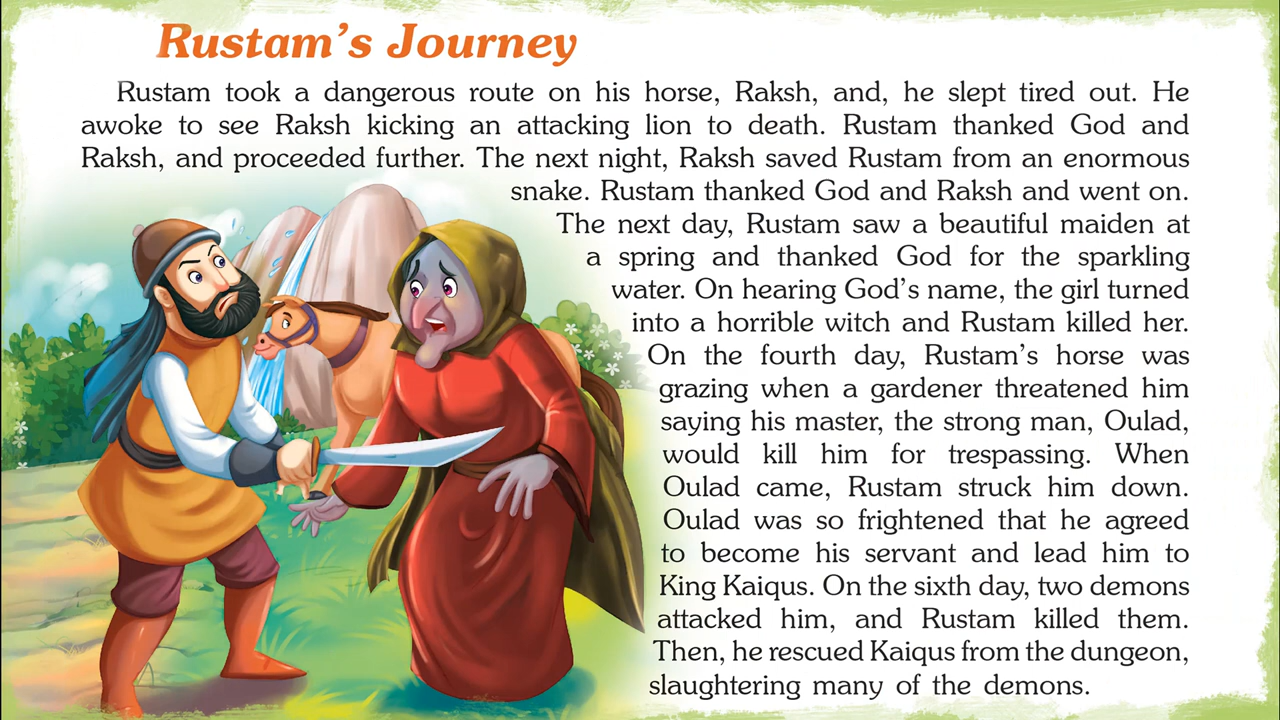 Rustam's Journey
Rustam took a dangerous route on his horse, Raksh, and, he slept tired out. He
awoke to see Raksh kicking an attacking lion to death. Rustam thanked God and
Raksh, and proceeded further. The next night, Raksh saved Rustam from an enormous
snake. Rustam thanked God and Raksh and went on.
The next day, Rustam saw a beautiful maiden at
a spring and thanked God for the sparkling
water. On hearing God's name, the girl turned
into a horrible witch and Rustam killed her.
On the fourth day, Rustam's horse was
grazing when a gardener threatened him
saying his master, the strong man, Oulad,
would kill him for trespassing. When
Oulad came, Rustam struck him down.
Oulad was so frightened that he agreed
to become his servant and lead him to
King Kaiqus. On the sixth day, two demons
attacked him, and Rustam killed them.
Then, he rescued Kaiqus from the dungeon,
slaughtering many of the demons.